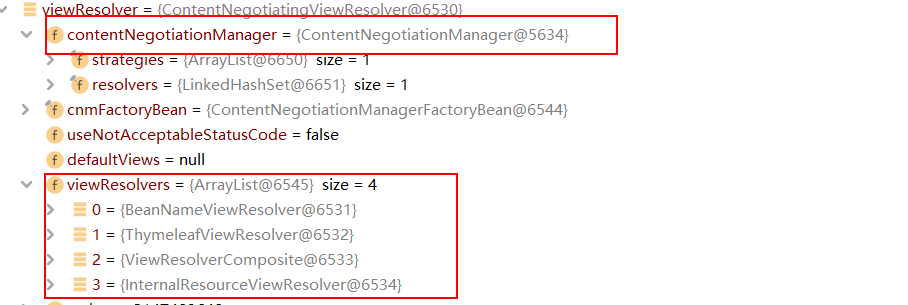 viewResolver = {ContentNegotiatingViewResolver@6530}
f contentNegotiationManager = {ContentNegotiationManager@5634}
f strategies = {ArrayList@6650} size = 1
f resolvers = {LinkedHashSet@6651} size = 1
f cnmFactoryBean = {ContentNegotiationManagerFactoryBean@6544}
f useNotAcceptableStatusCode = false
f defaultViews = null
f viewResolvers = {ArrayList@6545} size = 4
0 = {BeanNameViewResolver@6531}
1 = {ThymeleafViewResolver@6532}
2 = {ViewResolverComposite@6533}
3 = {InternalResourceViewResolver@6534}